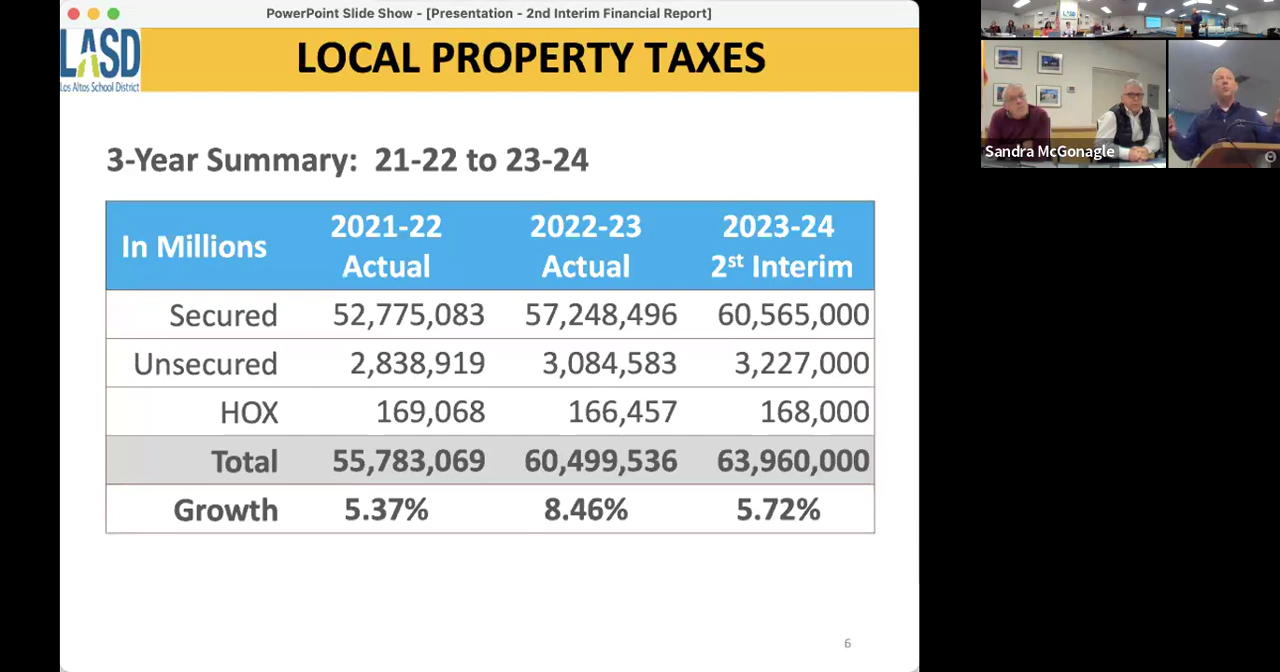 PowerPoint Slide Show - [Presentation - 2nd Interim Financial Report]
LASD
Los Altos School District
LOCAL PROPERTY TAXES
3-Year Summary: 21-22 to 23-24
In Millions 2021-22 Actual 2022-23 Actual 2023-24 2st Interim
Secured 52,775,083 57,248,496 60,565,000
Unsecured 2,838,919 3,084,583 3,227,000
HOX 169,068 166,457 168,000
Total 55,783,069 60,499,536 63,960,000
Growth 5.37% 8.46% 5.72%
6
Sandra McGonagle